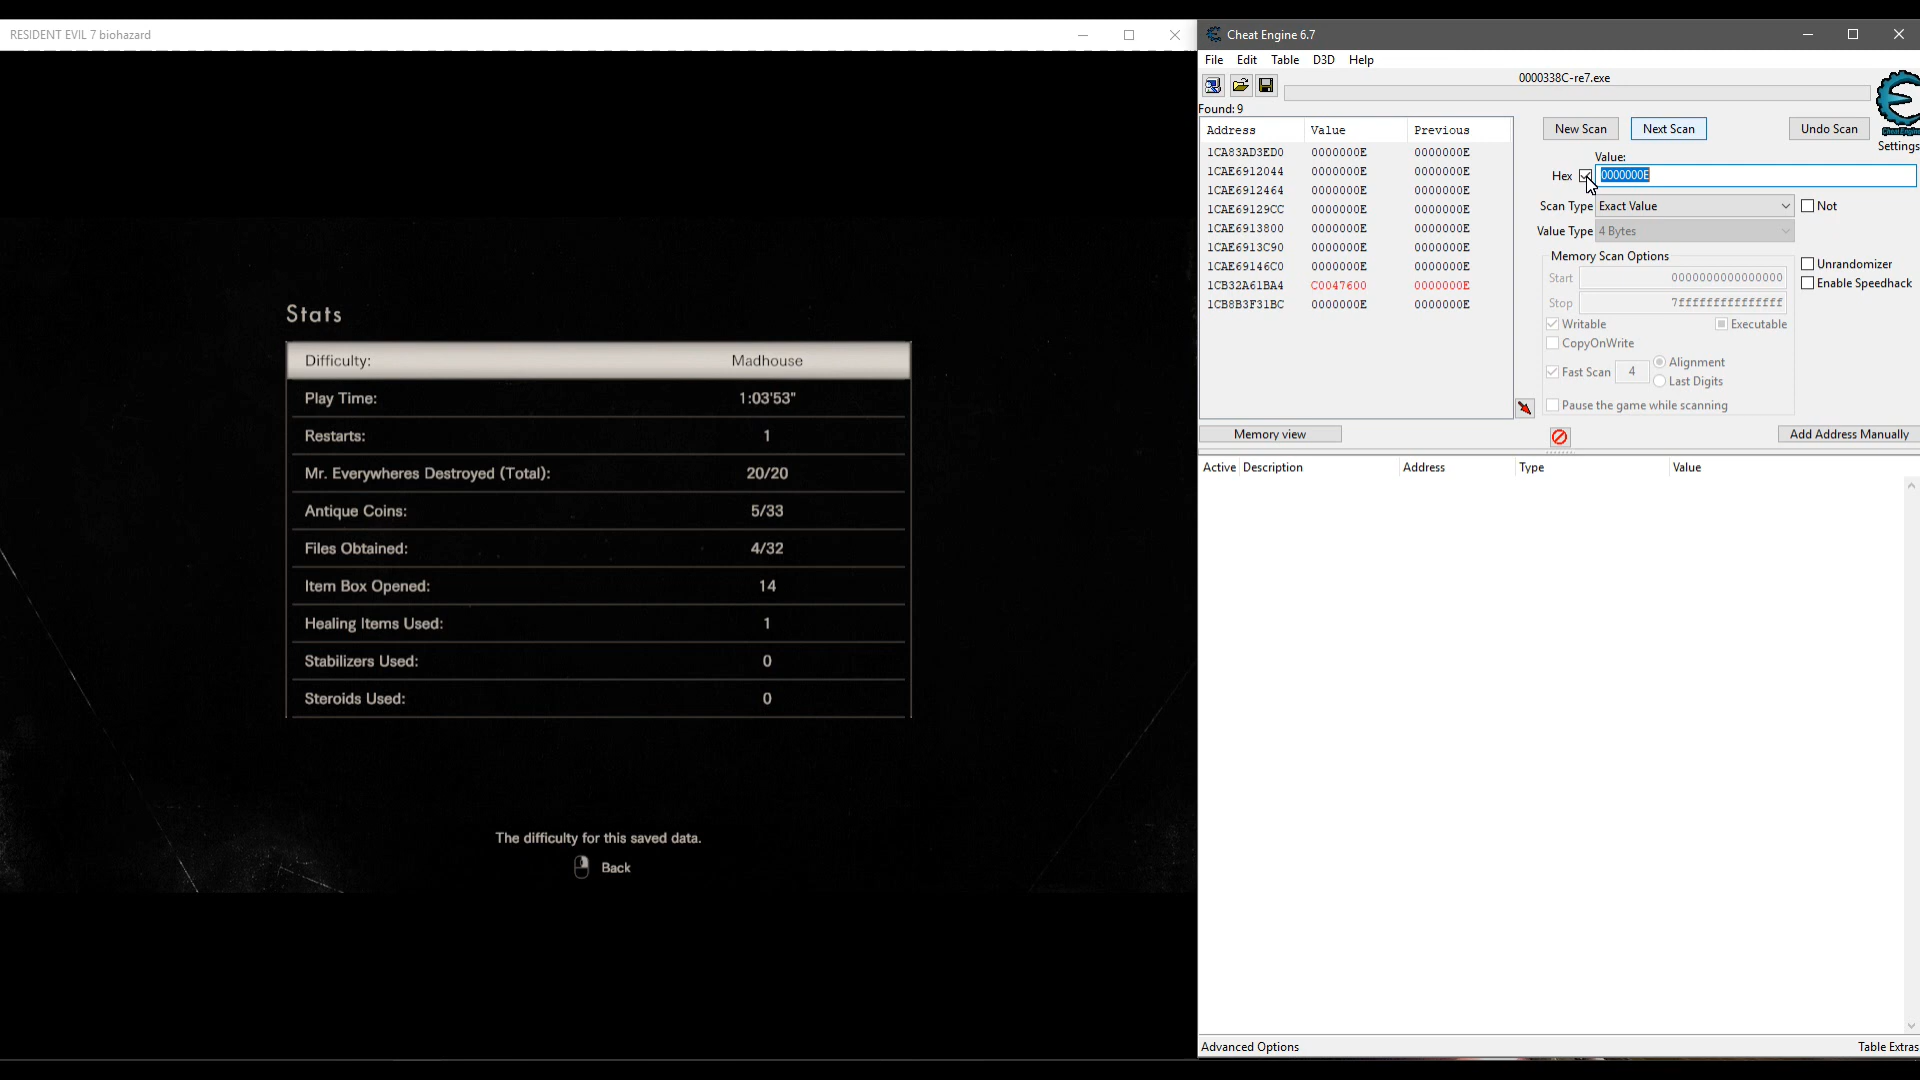 RESIDENT EVIL 7 biohazard
Stats
Difficulty: Madhouse
Play Time: 1:03'53"
Restarts: 1
Mr. Everywheres Destroyed (Total): 20/20
Antique Coins: 5/33
Files Obtained: 4/32
Item Box Opened: 14
Healing Items Used: 1
Stabilizers Used: 0
Steroids Used: 0
The difficulty for this saved data.
Back
Cheat Engine 6.7
File Edit Table D3D Help
0000338C-re7.exe
Found: 9
Address Value Previous
1CA83AD3ED0 0000000E 0000000E
1CAE6912044 0000000E 0000000E
1CAE6912464 0000000E 0000000E
1CAE69129CC 0000000E 0000000E
1CAE6913800 0000000E 0000000E
1CAE6913C90 0000000E 0000000E
1CAE69146C0 0000000E 0000000E
1CB32A61BA4 C0047600 0000000E
1CB8B3F31BC 0000000E 0000000E
New Scan Next Scan Undo Scan
Settings
Value:
Hex 0000000E
Scan Type Exact Value Not
Value Type 4 Bytes
Memory Scan Options
Start 0000000000000000
Stop 7fffffffffffffff
Writable Executable
CopyOnWrite
Fast Scan 4 Alignment
Last Digits
Pause the game while scanning
Unrandomizer
Enable Speedhack
Memory view Add Address Manually
Active Description Address Type Value
Advanced Options Table Extras